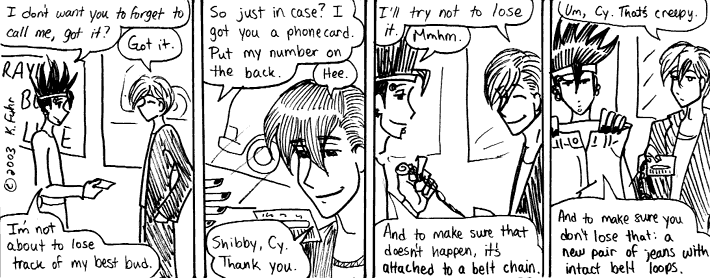 I don't want you to forget to
call me, got it?
Got it.
RAY
B
L E
© 2003 K. Fuhr
I'm not
about to lose
track of my best bud.
So just in case? I
got you a phonecard.
Put my number on
the back.
Hee.
Shibby, Cy.
Thank you.
I'll try not to lose
it.
Mmhm.
And to make sure that
doesn't happen, it's
attached to a belt chain.
Um, Cy. That's creepy.
And to make sure you
don't lose that: a
new pair of jeans with
intact belt loops.